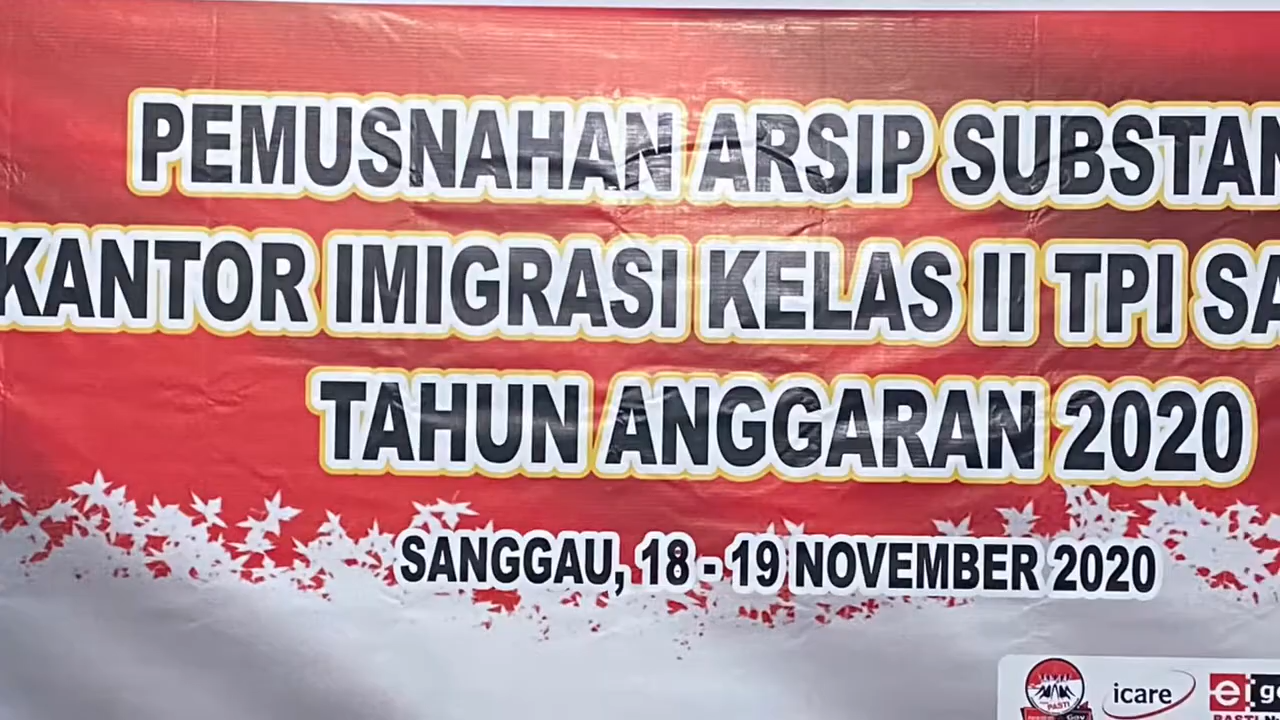 PEMUSNAHAN ARSIP SUBSTAN
KANTOR IMIGRASI KELAS II TPI SA
TAHUN ANGGARAN 2020
SANGGAU, 18 - 19 NOVEMBER 2020
PASTI
icare